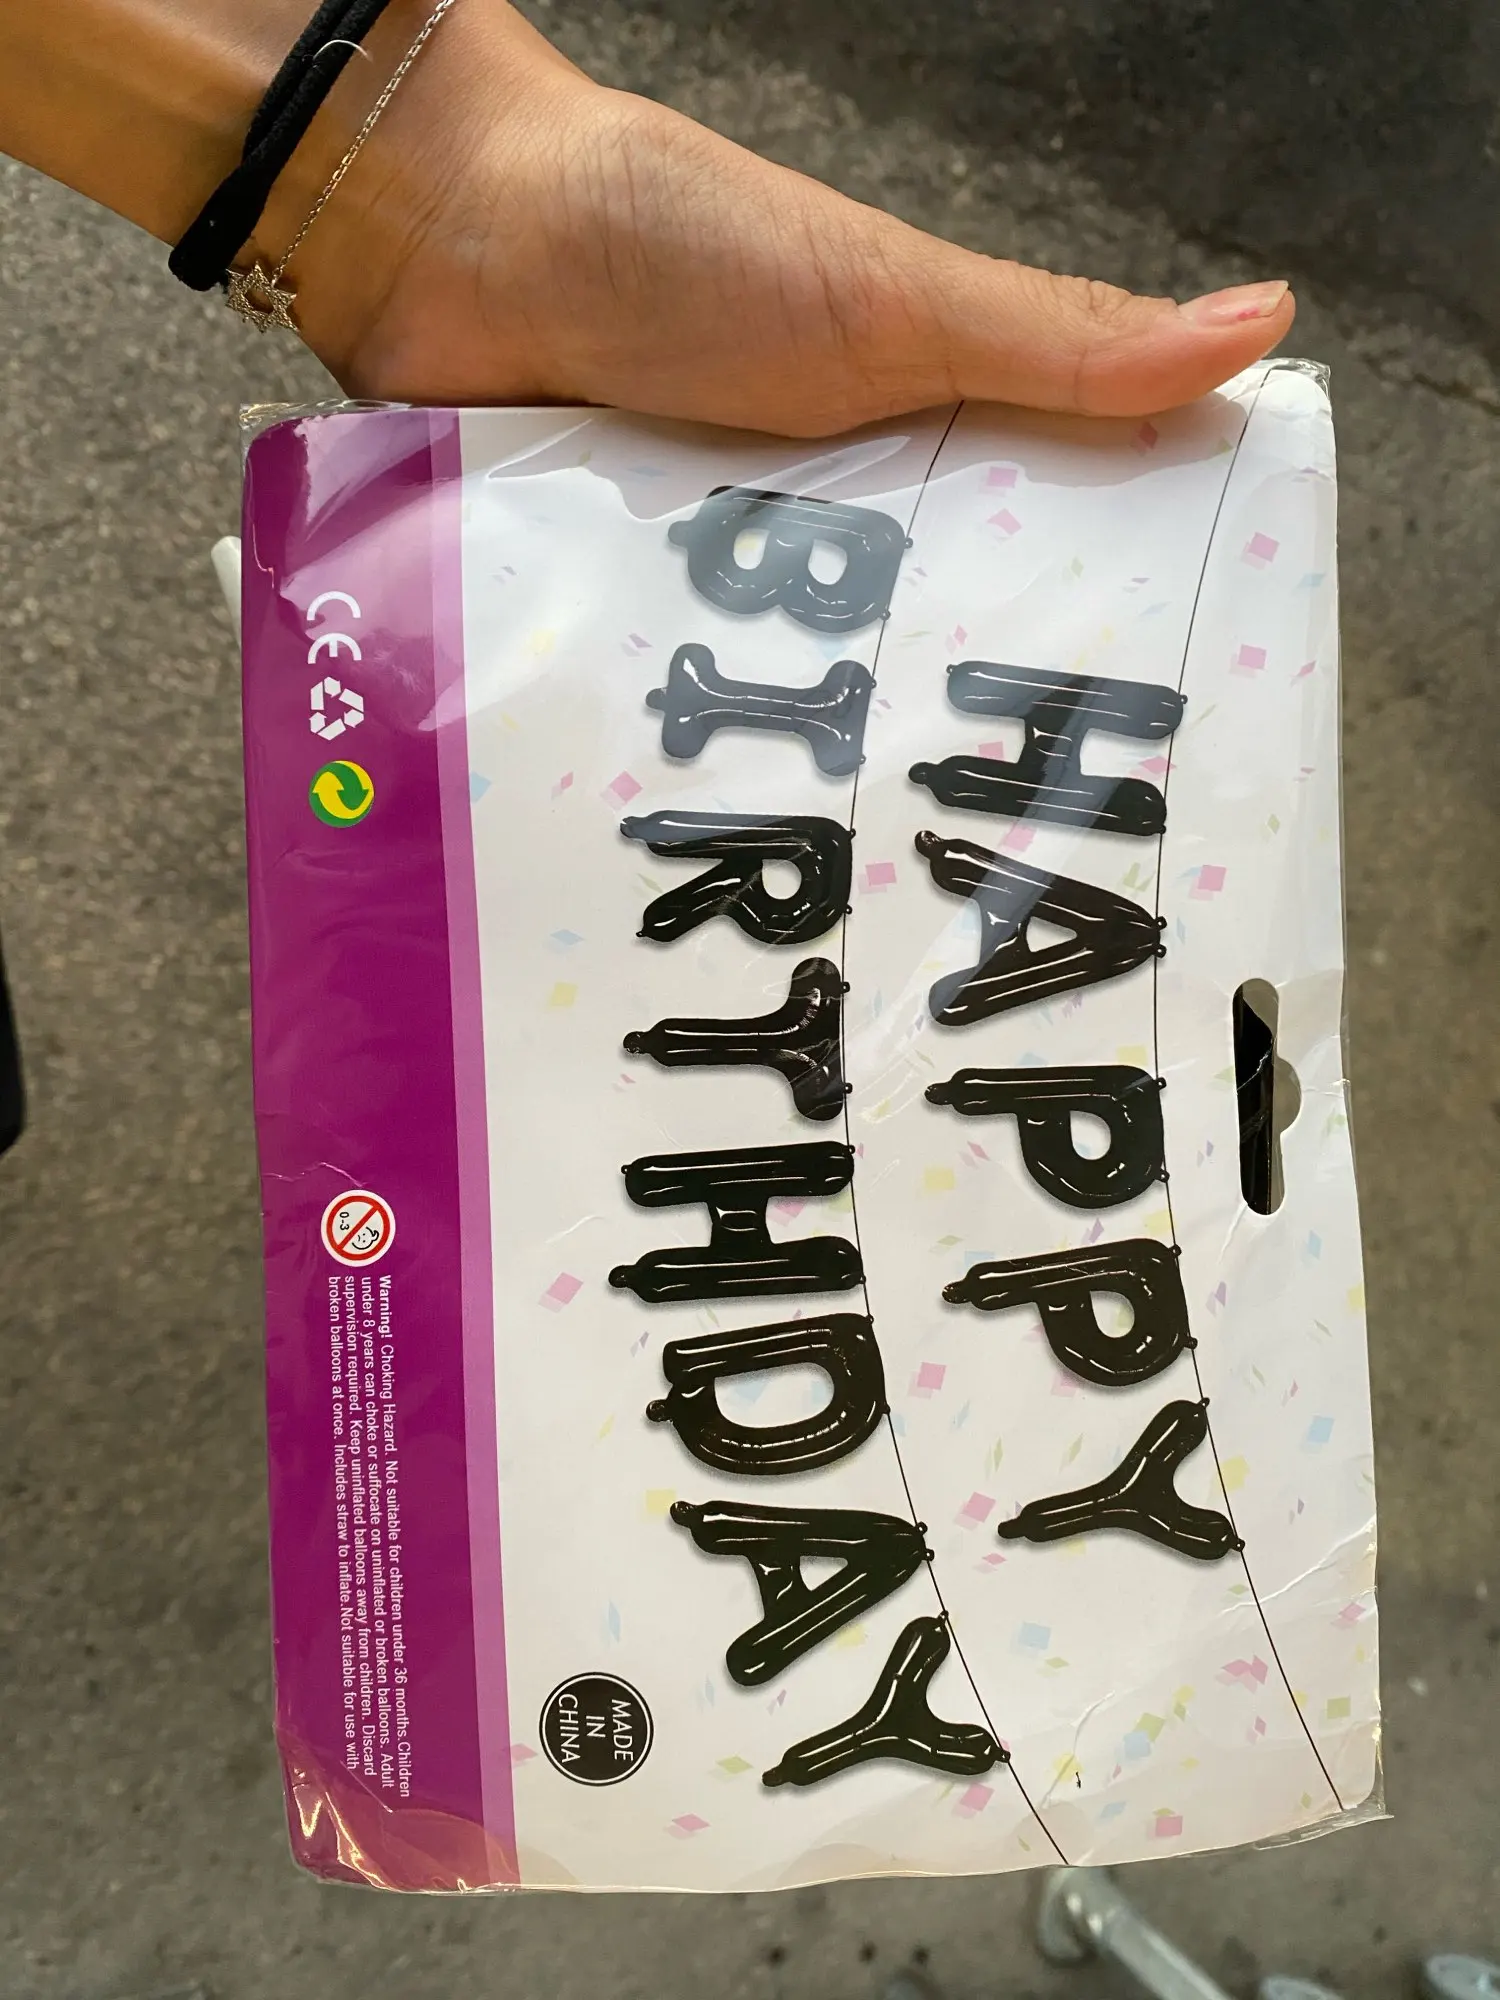 HAPPY
BIRTHDAY
MADE
IN
CHINA
CE
0-3
Warning! Choking Hazard. Not suitable for children under 36 months.Children
under 8 years can choke or suffocate on uninflated or broken balloons. Adult
supervision required. Keep uninflated balloons away from children. Discard
broken balloons at once. Includes straw to inflate.Not suitable for use with